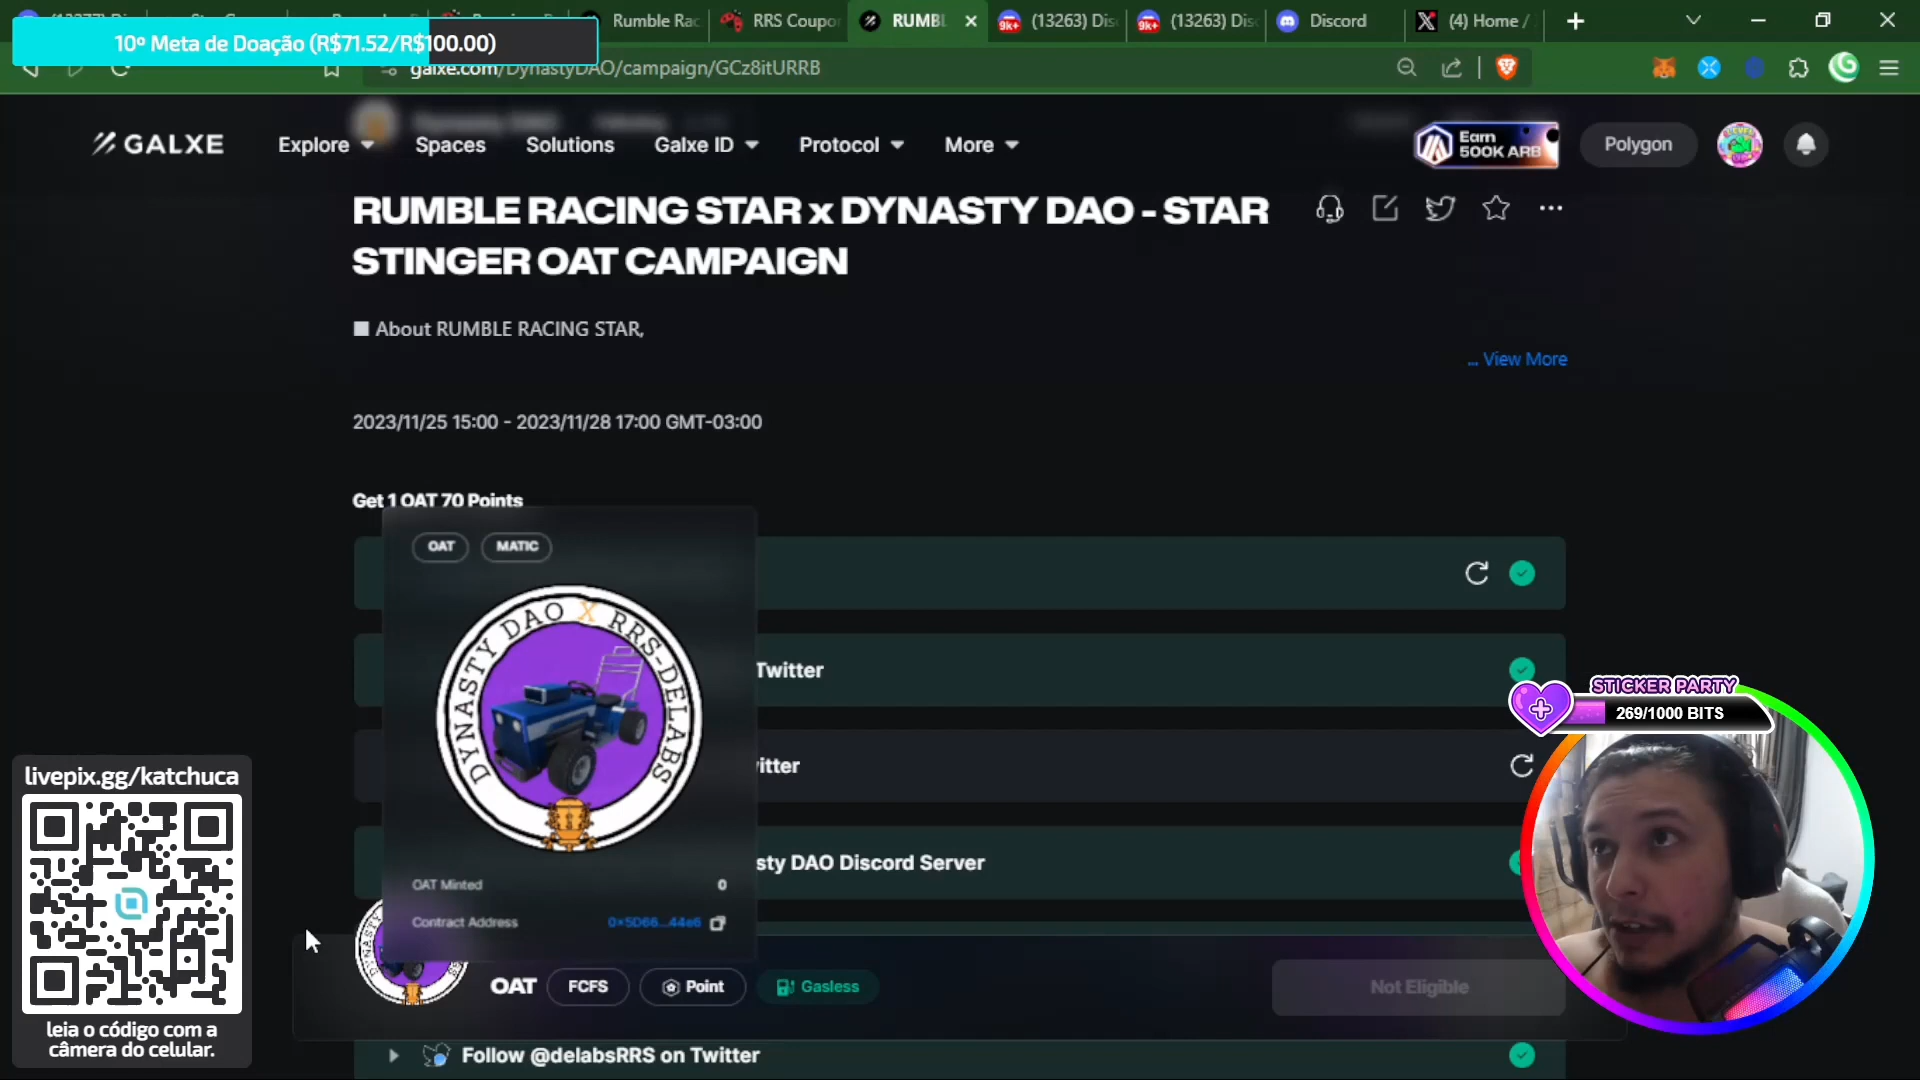 Rumble Rac
RRS Coupo
RUMBL
(13263) Dis
(13263) Dis
Discord
(4) Home /
10º Meta de Doação (R$71.52/R$100.00)
galxe.com/DynastyDAO/campaign/GCz8itURRB
GALXE
Explore
Spaces
Solutions
Galxe ID
Protocol
More
Earn
500K ARB
Polygon
RUMBLE RACING STAR x DYNASTY DAO - STAR
STINGER OAT CAMPAIGN
■ About RUMBLE RACING STAR,
... View More
2023/11/25 15:00 - 2023/11/28 17:00 GMT-03:00
Get 1 OAT 70 Points
OAT
MATIC
DYNASTY DAO X RRS-DELABS
Twitter
itter
sty DAO Discord Server
OAT Minted
0
Contract Address
0x5D66...44e6
OAT
FCFS
Point
Gasless
Not Eligible
Follow @delabsRRS on Twitter
STICKER PARTY
269/1000 BITS
livepix.gg/katchuca
leia o código com a
câmera do celular.